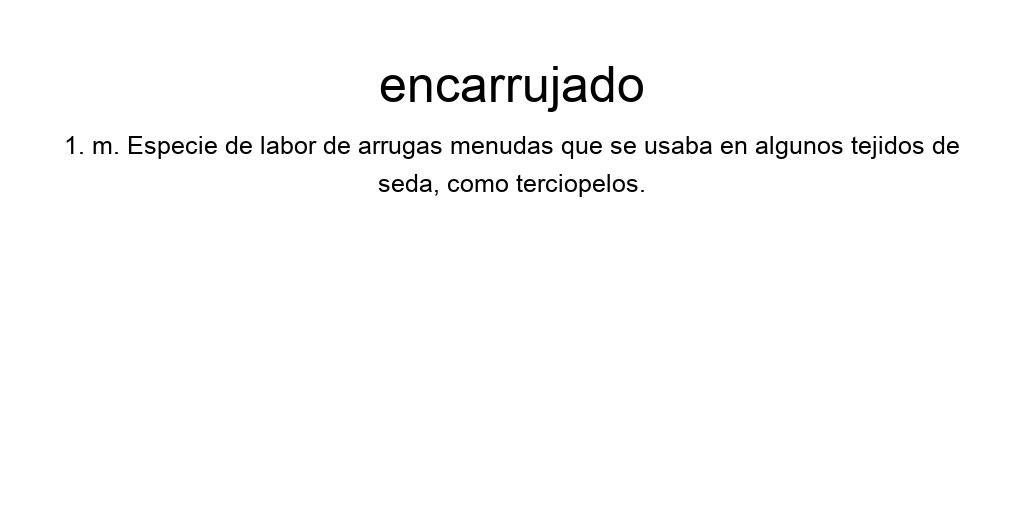 encarrujado
1. m. Especie de labor de arrugas menudas que se usaba en algunos tejidos de
seda, como terciopelos.